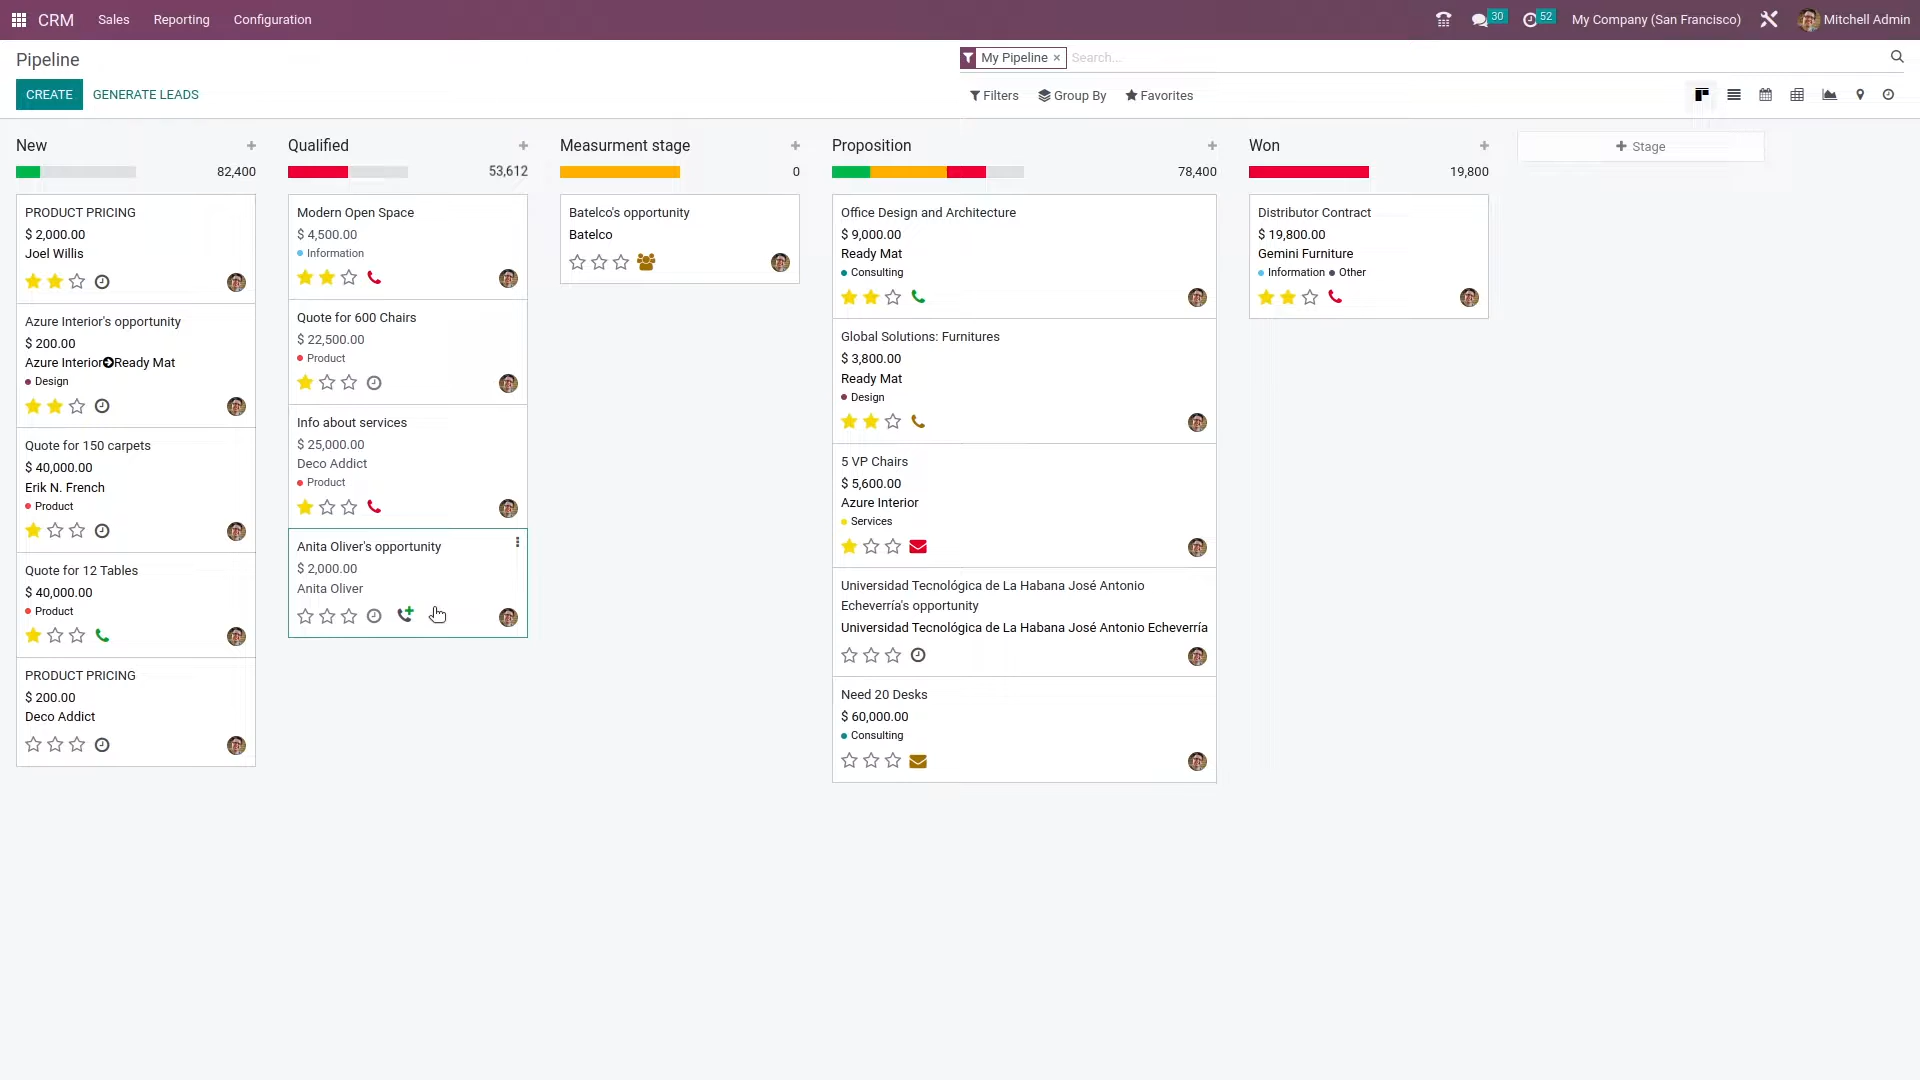 CRM Sales Reporting Configuration 30 52 My Company (San Francisco) Mitchell Admin
Pipeline
My Pipeline × Search...
CREATE GENERATE LEADS
Filters Group By Favorites
New
82,400
PRODUCT PRICING
$ 2,000.00
Joel Willis
Azure Interior's opportunity
$ 200.00
Azure Interior Ready Mat
Design
Quote for 150 carpets
$ 40,000.00
Erik N. French
Product
Quote for 12 Tables
$ 40,000.00
Product
PRODUCT PRICING
$ 200.00
Deco Addict
Qualified
53,612
Modern Open Space
$ 4,500.00
Information
Quote for 600 Chairs
$ 22,500.00
Product
Info about services
$ 25,000.00
Deco Addict
Product
Anita Oliver's opportunity
$ 2,000.00
Anita Oliver
Measurment stage
0
Batelco's opportunity
Batelco
Proposition
78,400
Office Design and Architecture
$ 9,000.00
Ready Mat
Consulting
Global Solutions: Furnitures
$ 3,800.00
Ready Mat
Design
5 VP Chairs
$ 5,600.00
Azure Interior
Services
Universidad Tecnológica de La Habana José Antonio
Echeverría's opportunity
Universidad Tecnológica de La Habana José Antonio Echeverría
Need 20 Desks
$ 60,000.00
Consulting
Won
19,800
Distributor Contract
$ 19,800.00
Gemini Furniture
Information Other
Stage